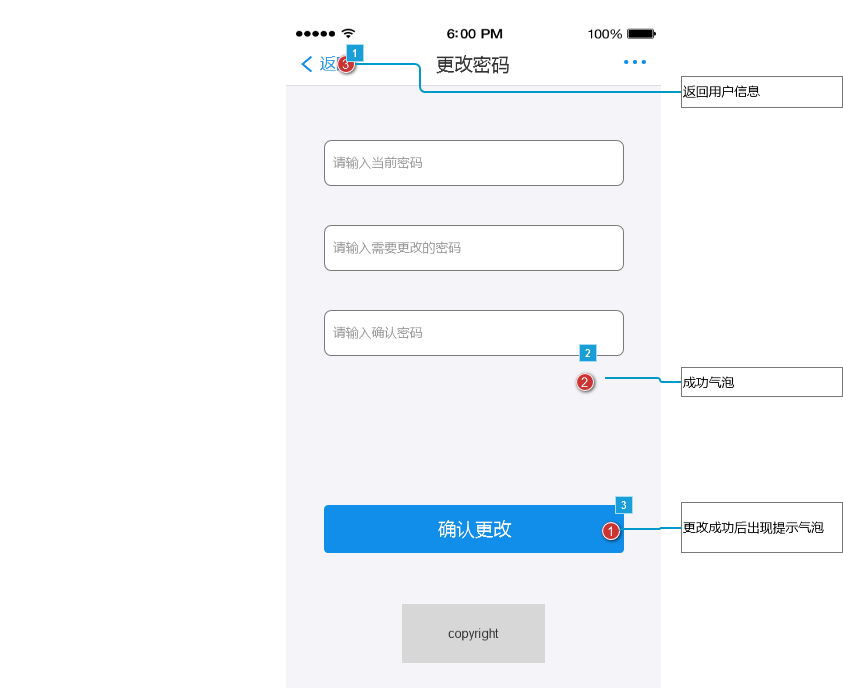 6:00 PM
100%
返
1
3
更改密码
返回用户信息
请输入当前密码
请输入需要更改的密码
请输入确认密码
2
2
成功气泡
3
确认更改
1
更改成功后出现提示气泡
copyright